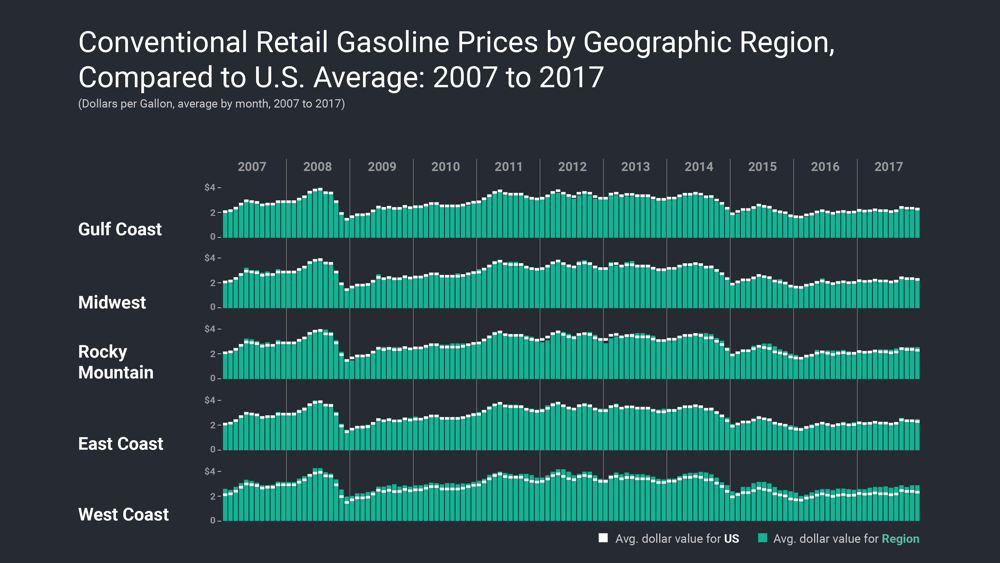 Conventional Retail Gasoline Prices by Geographic Region,
Compared to U.S. Average: 2007 to 2017
(Dollars per Gallon, average by month, 2007 to 2017)
2007 2008 2009 2010 2011 2012 2013 2014 2015 2016 2017
$4
2
0
Gulf Coast
$4
2
0
Midwest
$4
2
0
Rocky
Mountain
$4
2
0
East Coast
$4
2
0
West Coast
Avg. dollar value for US Avg. dollar value for Region